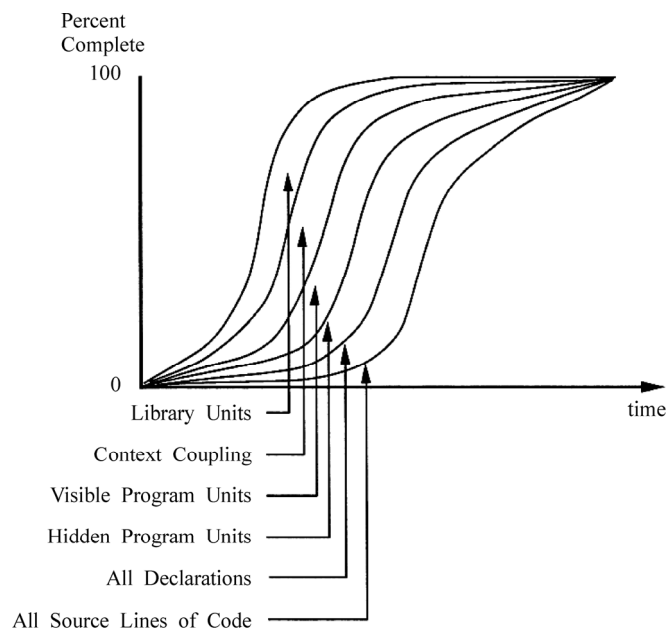 Percent
Complete
100
0
time
Library Units
Context Coupling
Visible Program Units
Hidden Program Units
All Declarations
All Source Lines of Code